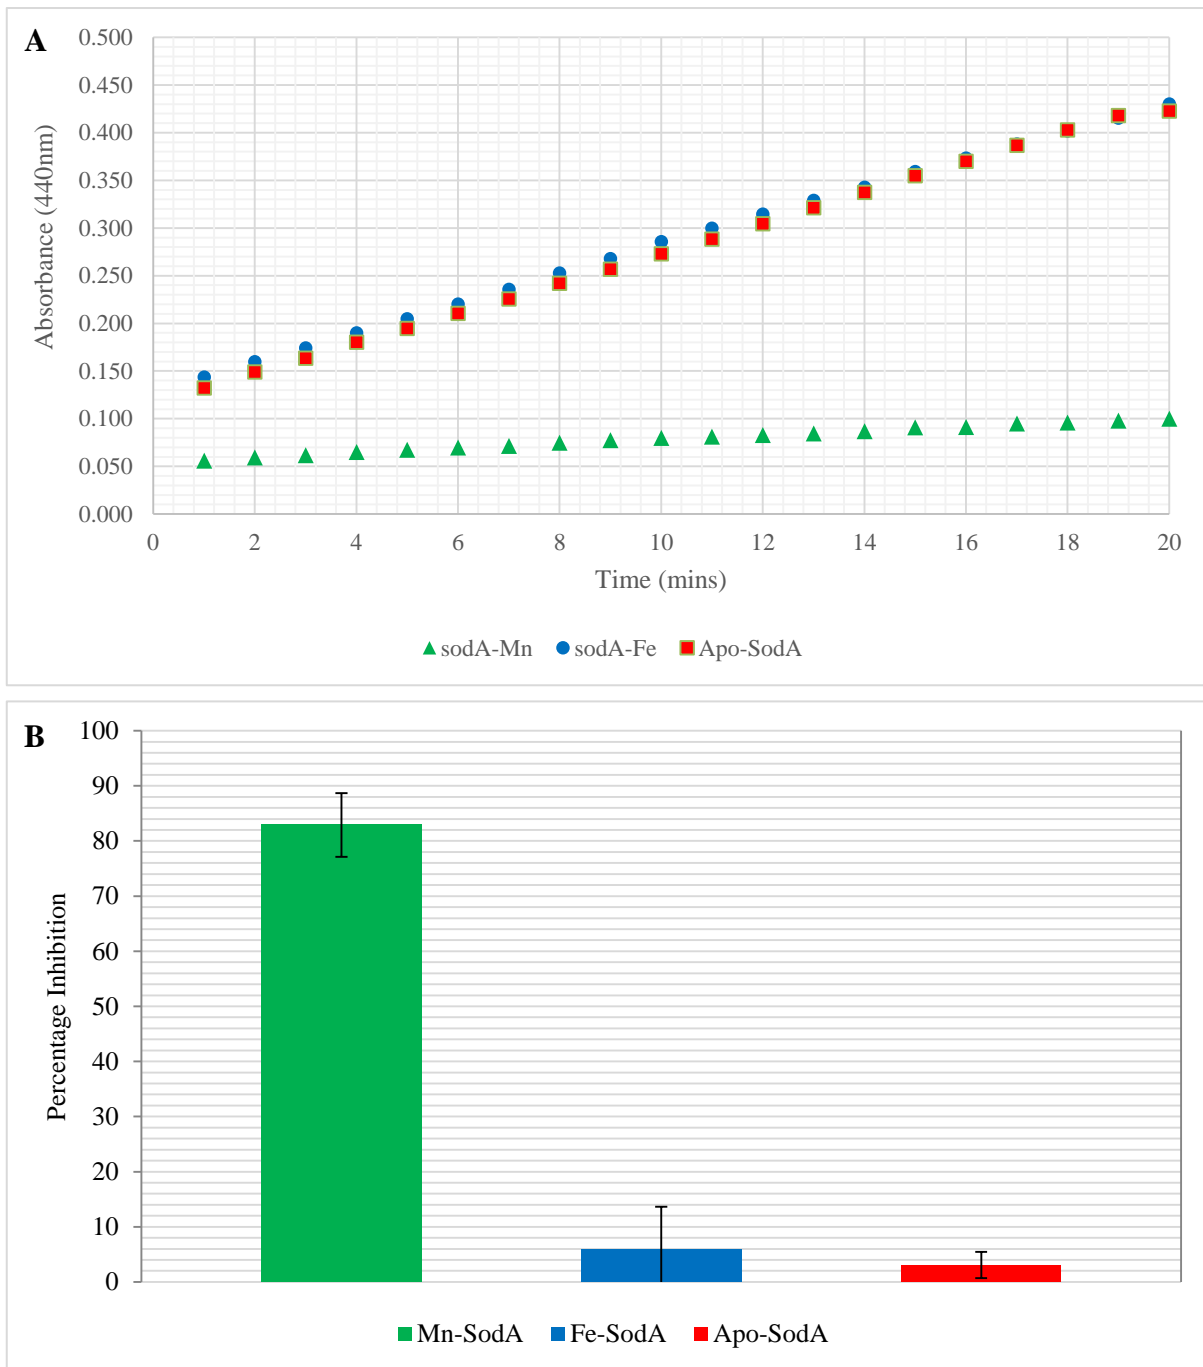 A
0.500
0.450
0.400
0.350
0.300
0.250
0.200
0.150
0.100
0.050
0.000
Absorbance (440nm)
0 2 4 6 8 10 12 14 16 18 20
Time (mins)
sodA-Mn sodA-Fe Apo-SodA
B
100
90
80
70
60
50
40
30
20
10
0
Percentage Inhibition
Mn-SodA Fe-SodA Apo-SodA